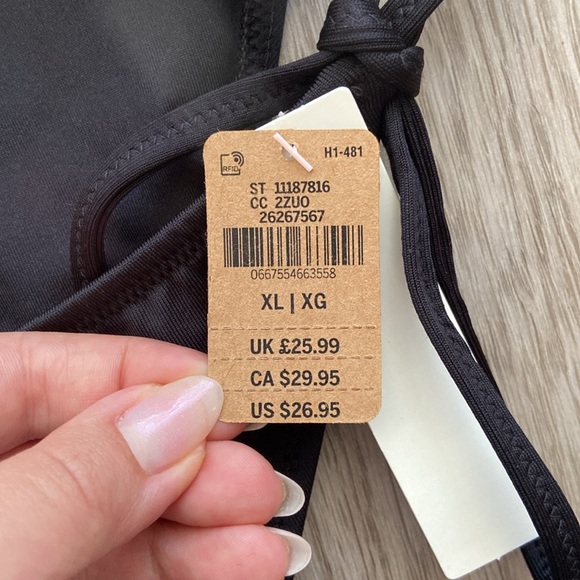 RFID
H1-481
ST 11187816
CC 2ZUO
26267567
0667554663558
XL | XG
UK £25.99
CA $29.95
US $26.95